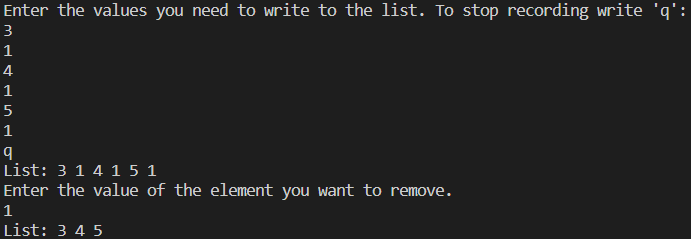 Enter the values you need to write to the list. To stop recording write 'q':
3
1
4
1
5
1
q
List: 3 1 4 1 5 1
Enter the value of the element you want to remove.
1
List: 3 4 5